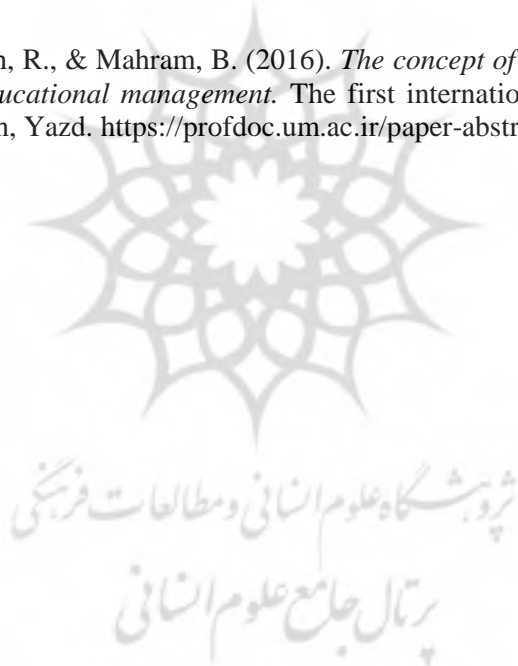 n, R., & Mahram, B. (2016). The concept of
ucational management. The first internatio
n, Yazd. https://profdoc.um.ac.ir/paper-abstr
پژوهشگاه علوم انسانی و مطالعات فرهنگی
پرتال جامع علوم انسانی